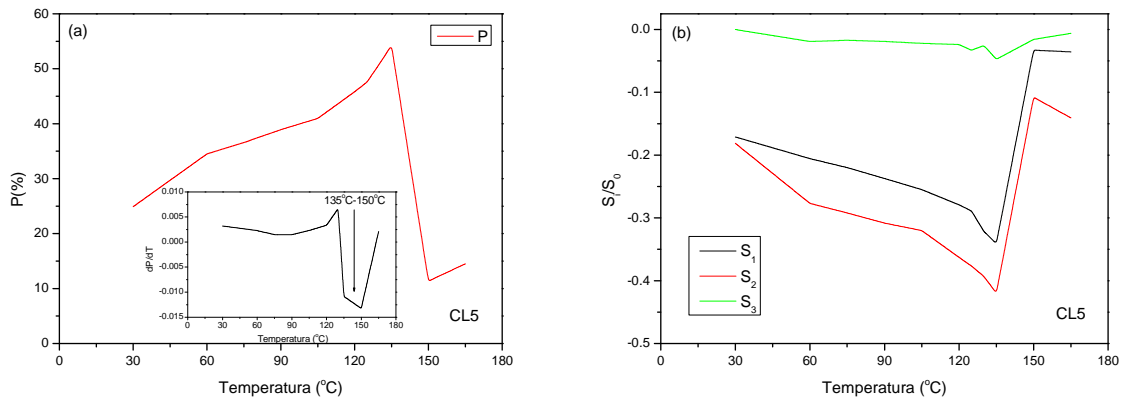 (a)
P
60
50
40
30
20
10
0
P(%)
0 30 60 90 120 150 180
Temperatura (°C)
CL5
0.010
0.005
0.000
-0.005
-0.010
-0.015
dP/dT
135°C-150°C
0 30 60 90 120 150 180
Temperatura (°C)
(b)
0.0
-0.1
-0.2
-0.3
-0.4
-0.5
Sᵢ/S₀
S₁
S₂
S₃
CL5
0 30 60 90 120 150 180
Temperatura (°C)